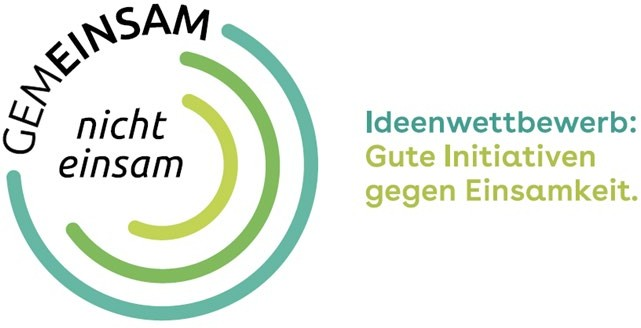 GEMEINSAM
nicht
einsam
Ideenwettbewerb:
Gute Initiativen
gegen Einsamkeit.